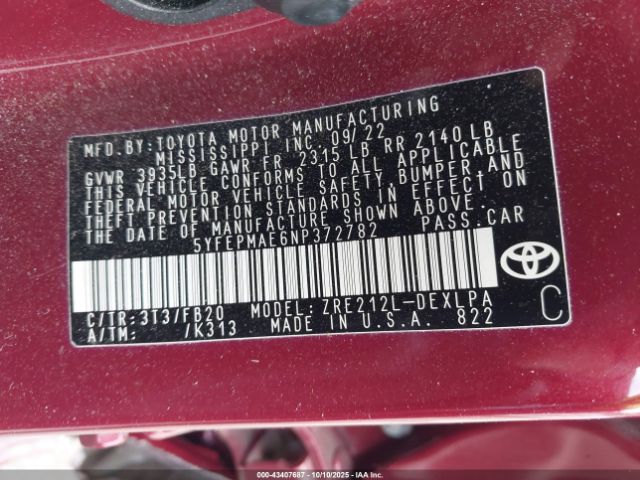 MFD.BY:TOYOTA MOTOR MANUFACTURING
MISSISSIPPI INC. 09/22
GVWR 3935LB GAWR FR 2315 LB RR 2140 LB
THIS VEHICLE CONFORMS TO ALL APPLICABLE
FEDERAL MOTOR VEHICLE SAFETY, BUMPER, AND
THEFT PREVENTION STANDARDS IN EFFECT ON
THE DATE OF MANUFACTURE SHOWN ABOVE.
5YFEPMAE6NP372782 PASS.CAR
C/TR:3T3/FB20 MODEL:ZRE212L-DEXLPA
A/TM: /K313 MADE IN U.S.A. 822
C
TOYOTA
000-43407687 - 10/10/2025 - IAAI.com